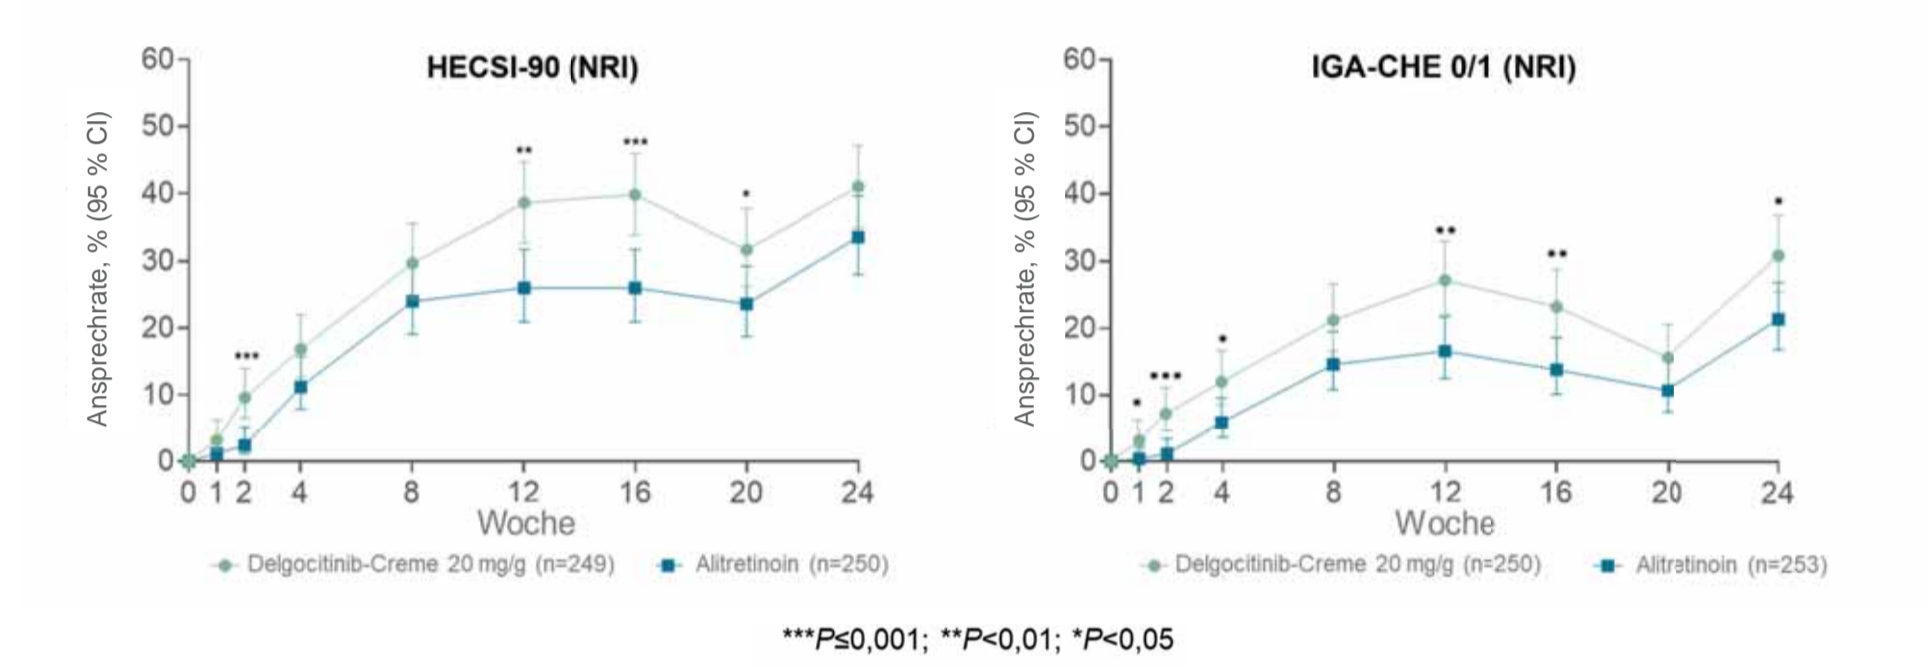 HECSI-90 (NRI)
Ansprechrate, % (95 % CI)
60
50
40
30
20
10
0
** *** * ***
0 1 2 4 8 12 16 20 24
Woche
Delgocitinib-Creme 20 mg/g (n=249) Alitretinoin (n=250)
IGA-CHE 0/1 (NRI)
Ansprechrate, % (95 % CI)
60
50
40
30
20
10
0
* *** * ** ** *
0 1 2 4 8 12 16 20 24
Woche
Delgocitinib-Creme 20 mg/g (n=250) Alitretinoin (n=253)
***P≤0,001; **P<0,01; *P<0,05